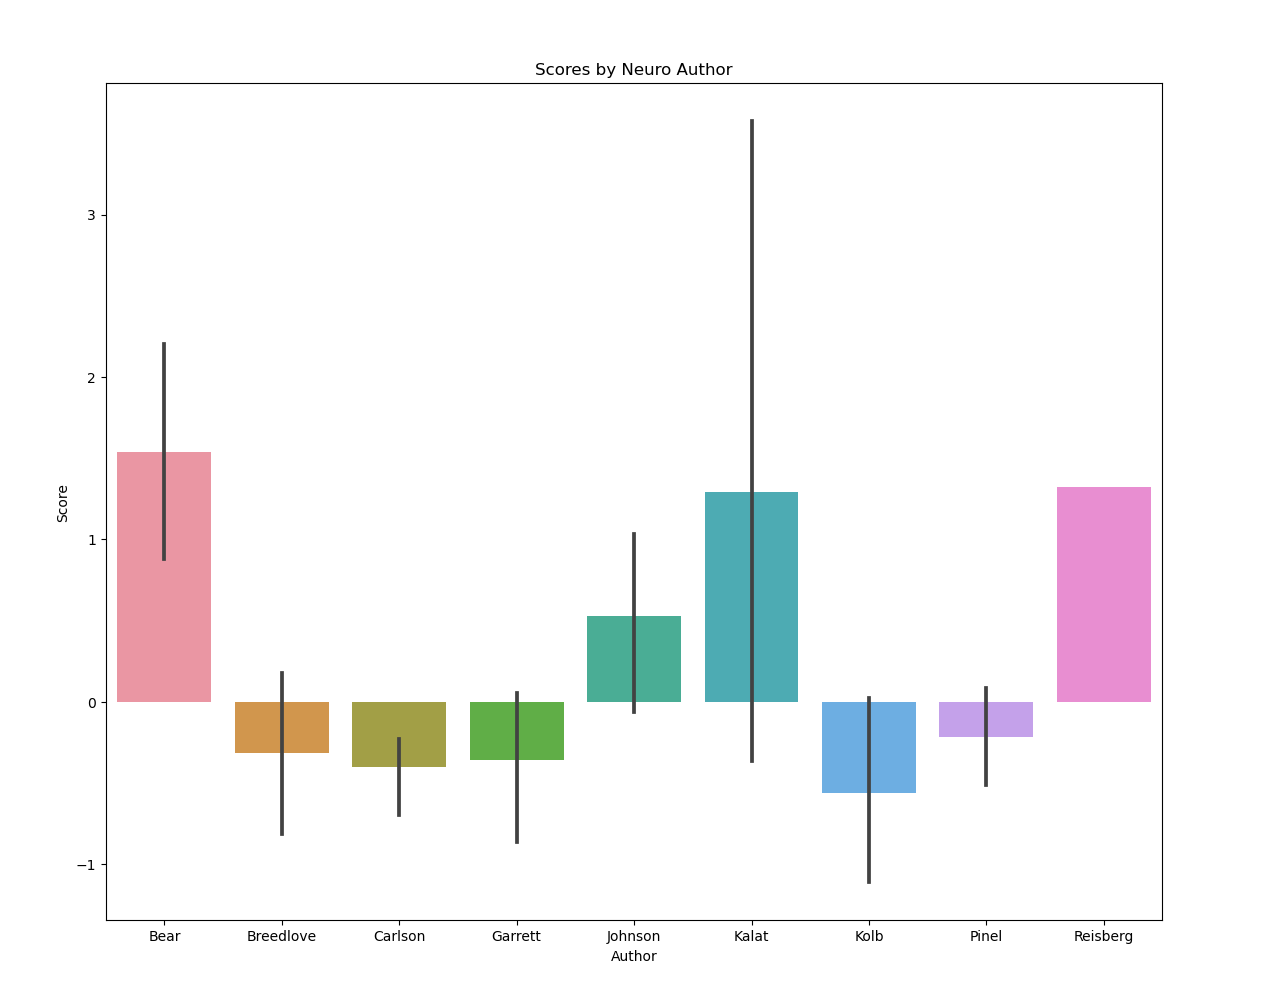 Scores by Neuro Author
Score
3
2
1
0
−1
Bear Breedlove Carlson Garrett Johnson Kalat Kolb Pinel Reisberg
Author